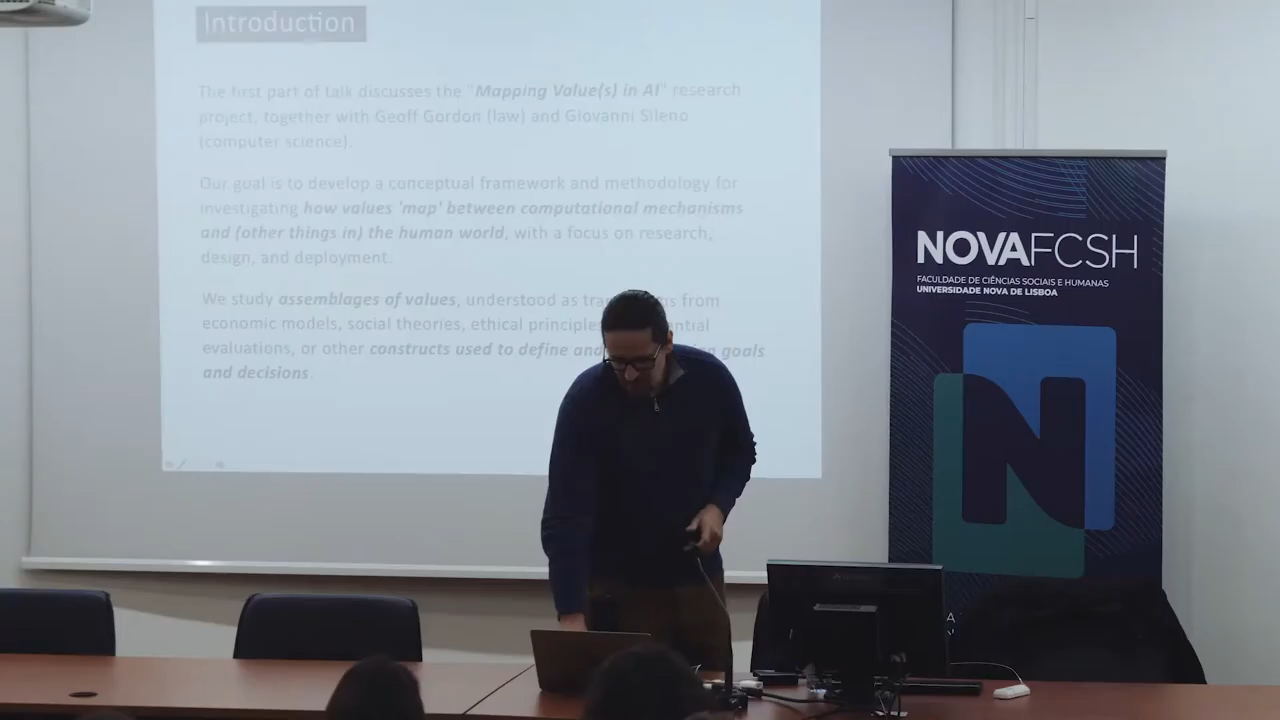 Introduction
The first part of talk discusses the "Mapping Value(s) in AI" research
project, together with Geoff Gordon (law) and Giovanni Sileno
(computer science).
Our goal is to develop a conceptual framework and methodology for
investigating how values 'map' between computational mechanisms
and (other things in) the human world, with a focus on research,
design, and deployment.
We study assemblages of values, understood as from
economic models, social theories, ethical
evaluations, or other constructs used to define goals
and decisions.
NOVAFCSH
FACULDADE DE CIÊNCIAS SOCIAIS E HUMANAS
UNIVERSIDADE NOVA DE LISBOA